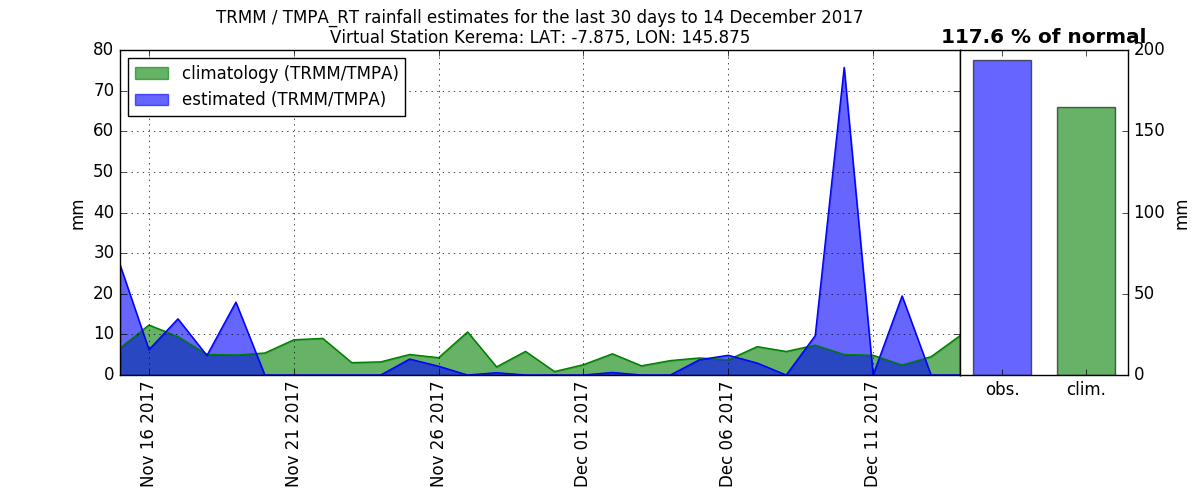 TRMM / TMPA_RT rainfall estimates for the last 30 days to 14 December 2017
Virtual Station Kerema: LAT: -7.875, LON: 145.875
117.6 % of normal
climatology (TRMM/TMPA)
estimated (TRMM/TMPA)
80
70
60
50
40
30
20
10
0
mm
Nov 16 2017
Nov 21 2017
Nov 26 2017
Dec 01 2017
Dec 06 2017
Dec 11 2017
200
150
100
50
0
mm
obs.
clim.